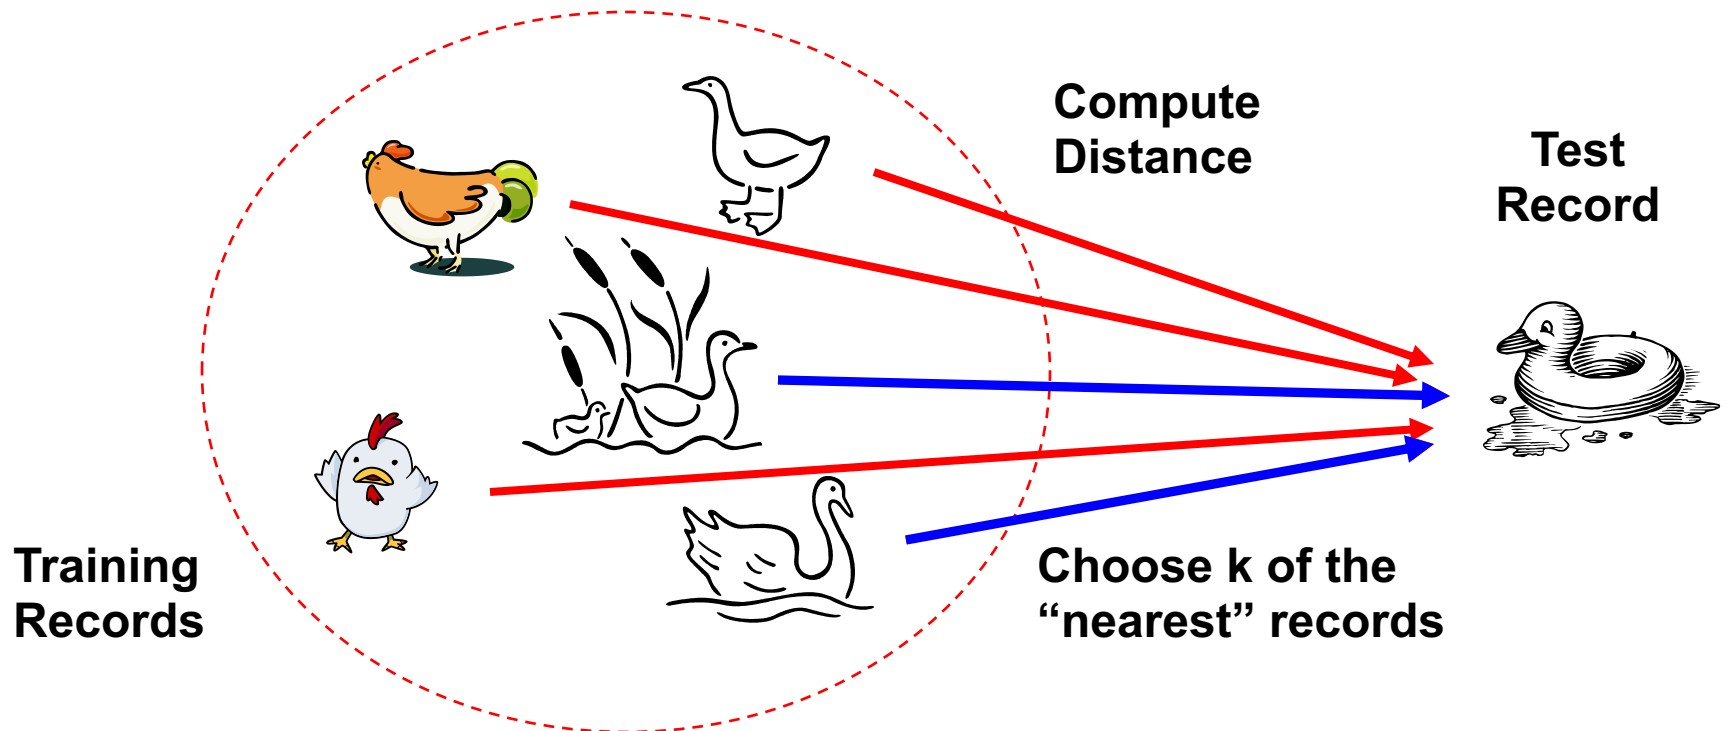 Compute
Distance
Test
Record
Training
Records
Choose k of the
“nearest” records